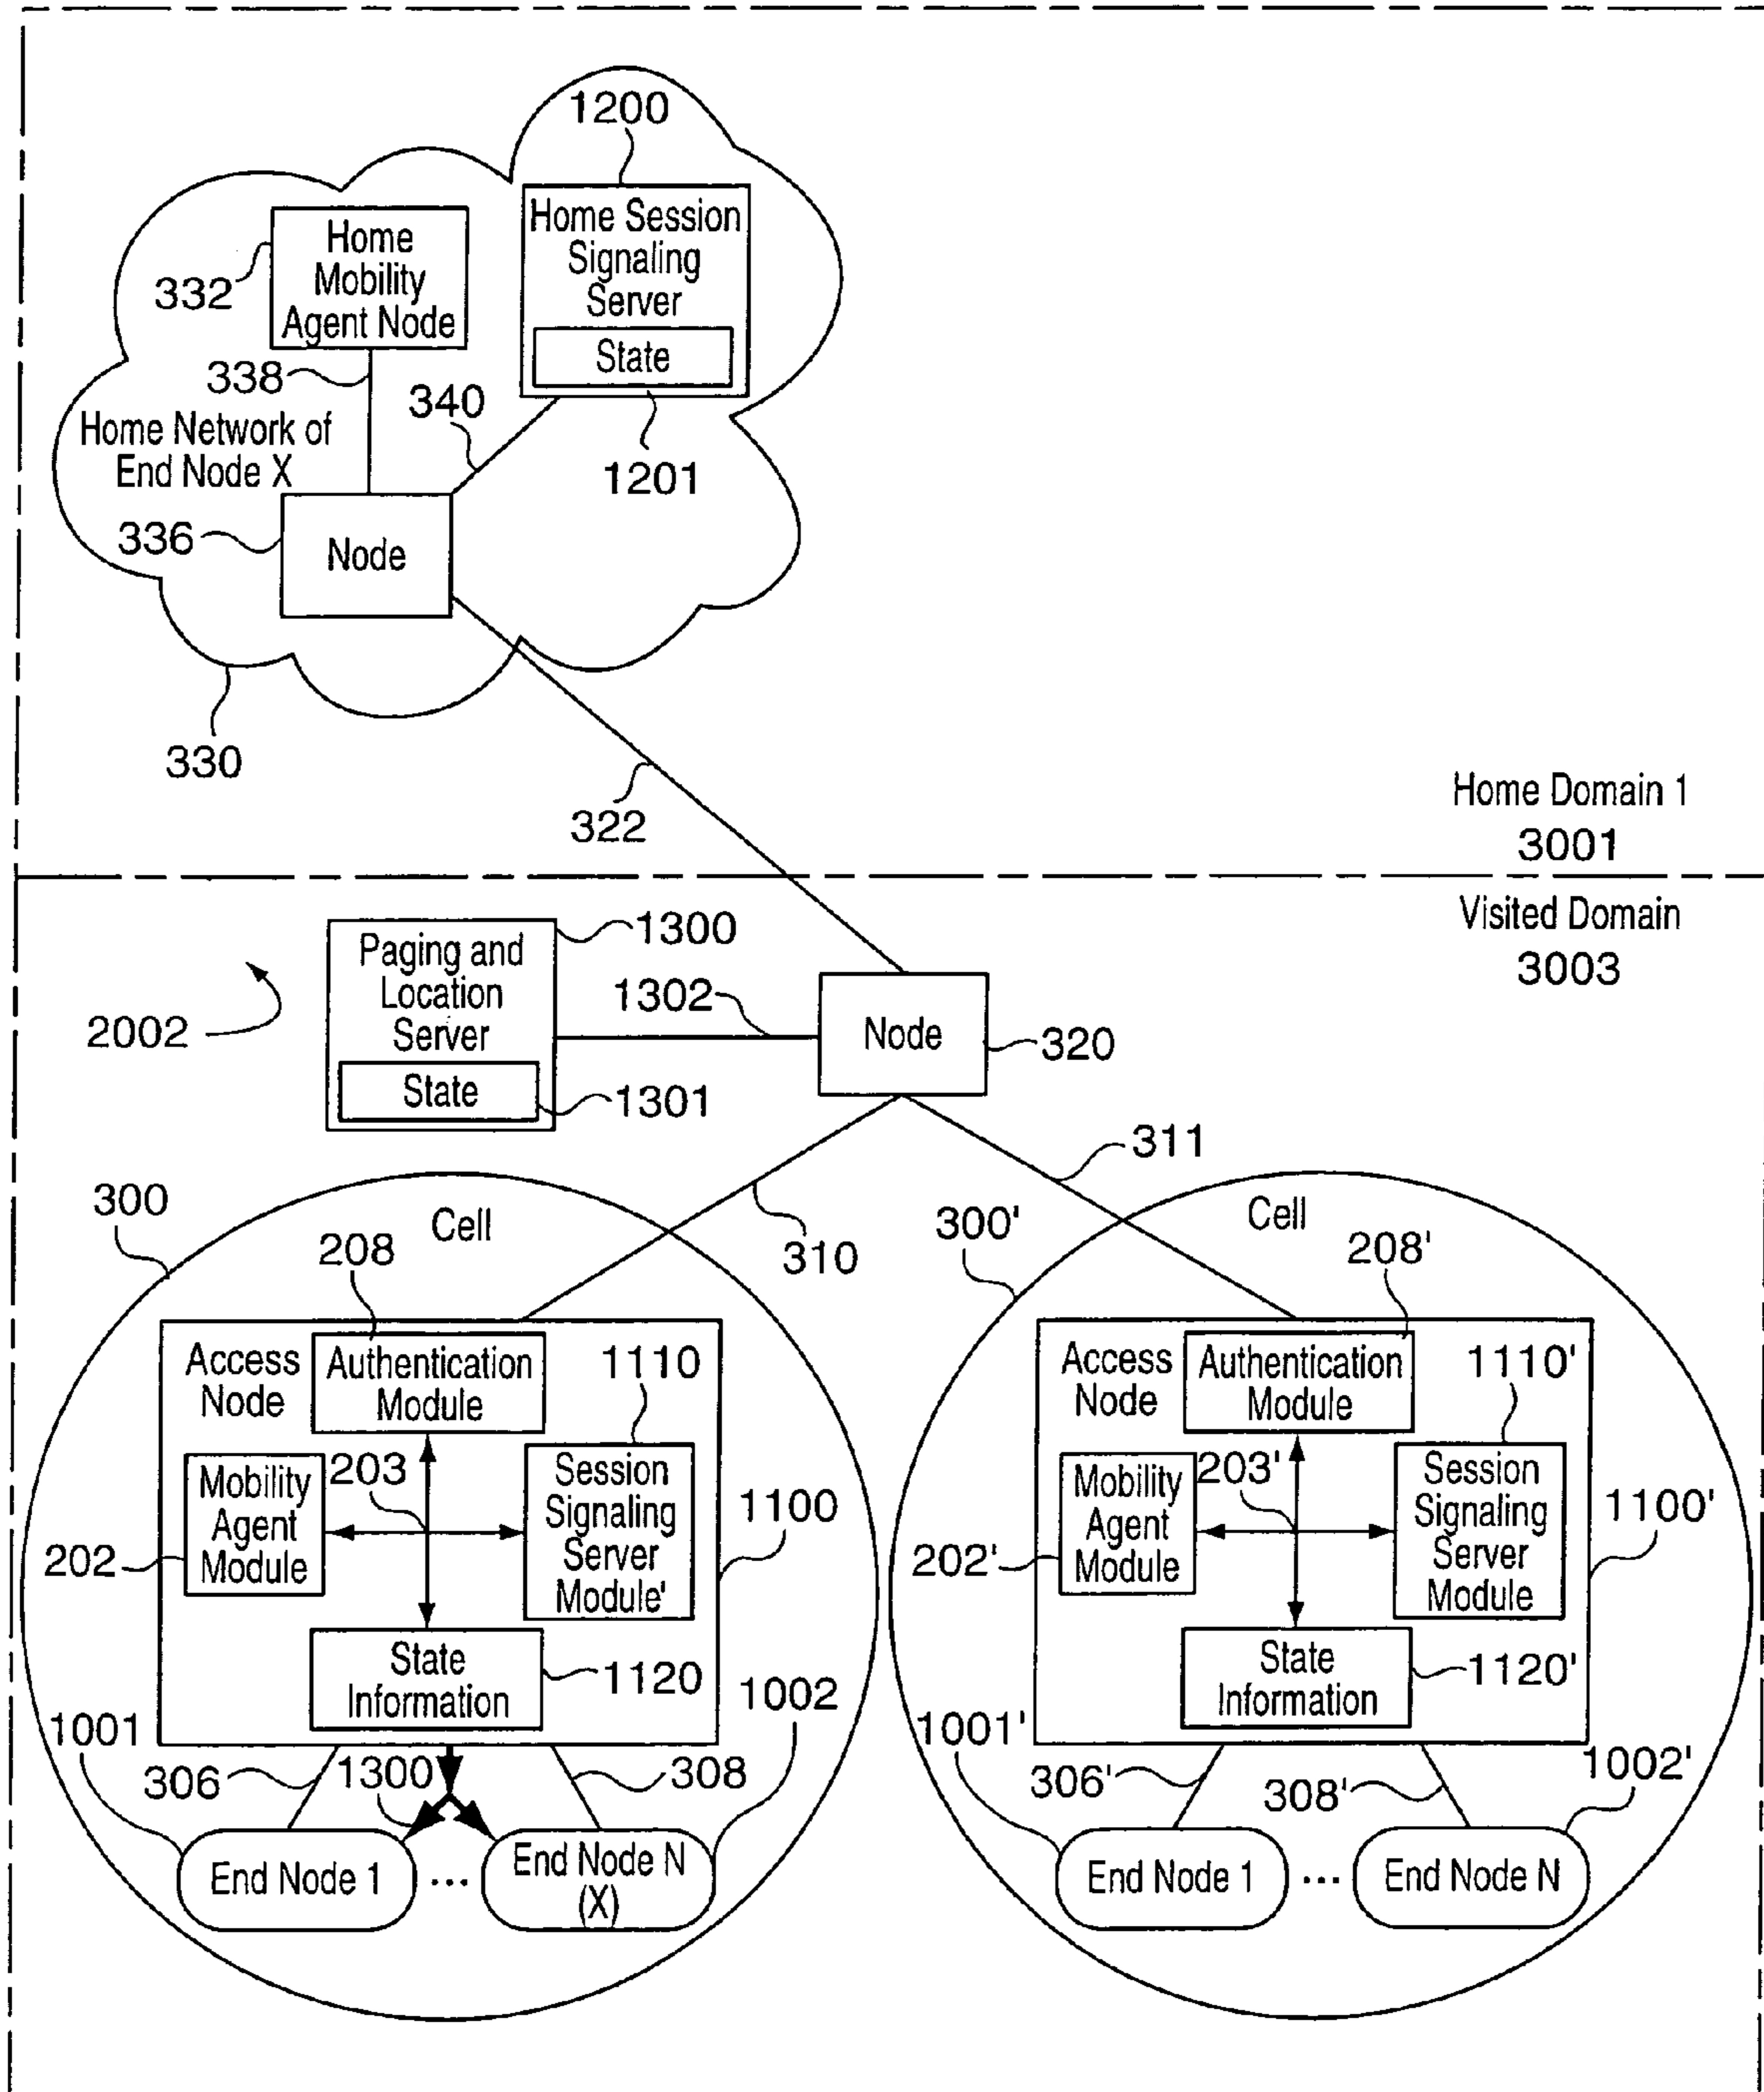 1200
Home Session
Signaling
Server
State
1201
332
Home
Mobility
Agent Node
338
340
Home Network of
End Node X
336
Node
330
322
Home Domain 1
3001
Visited Domain
3003
1300
Paging and
Location
Server
State
1301
1302
2002
Node
320
310
311
300
Cell
208
Access
Node
Authentication
Module
1110
Mobility
Agent
Module
203
Session
Signaling
Server
Module'
1100
202
State
Information
1120
1002
1001
306
1300
308
End Node 1
...
End Node N
(X)
300'
Cell
208'
Access
Node
Authentication
Module
1110'
Mobility
Agent
Module
203'
Session
Signaling
Server
Module
1100'
202'
State
Information
1120'
1001'
1002'
306'
308'
End Node 1
...
End Node N